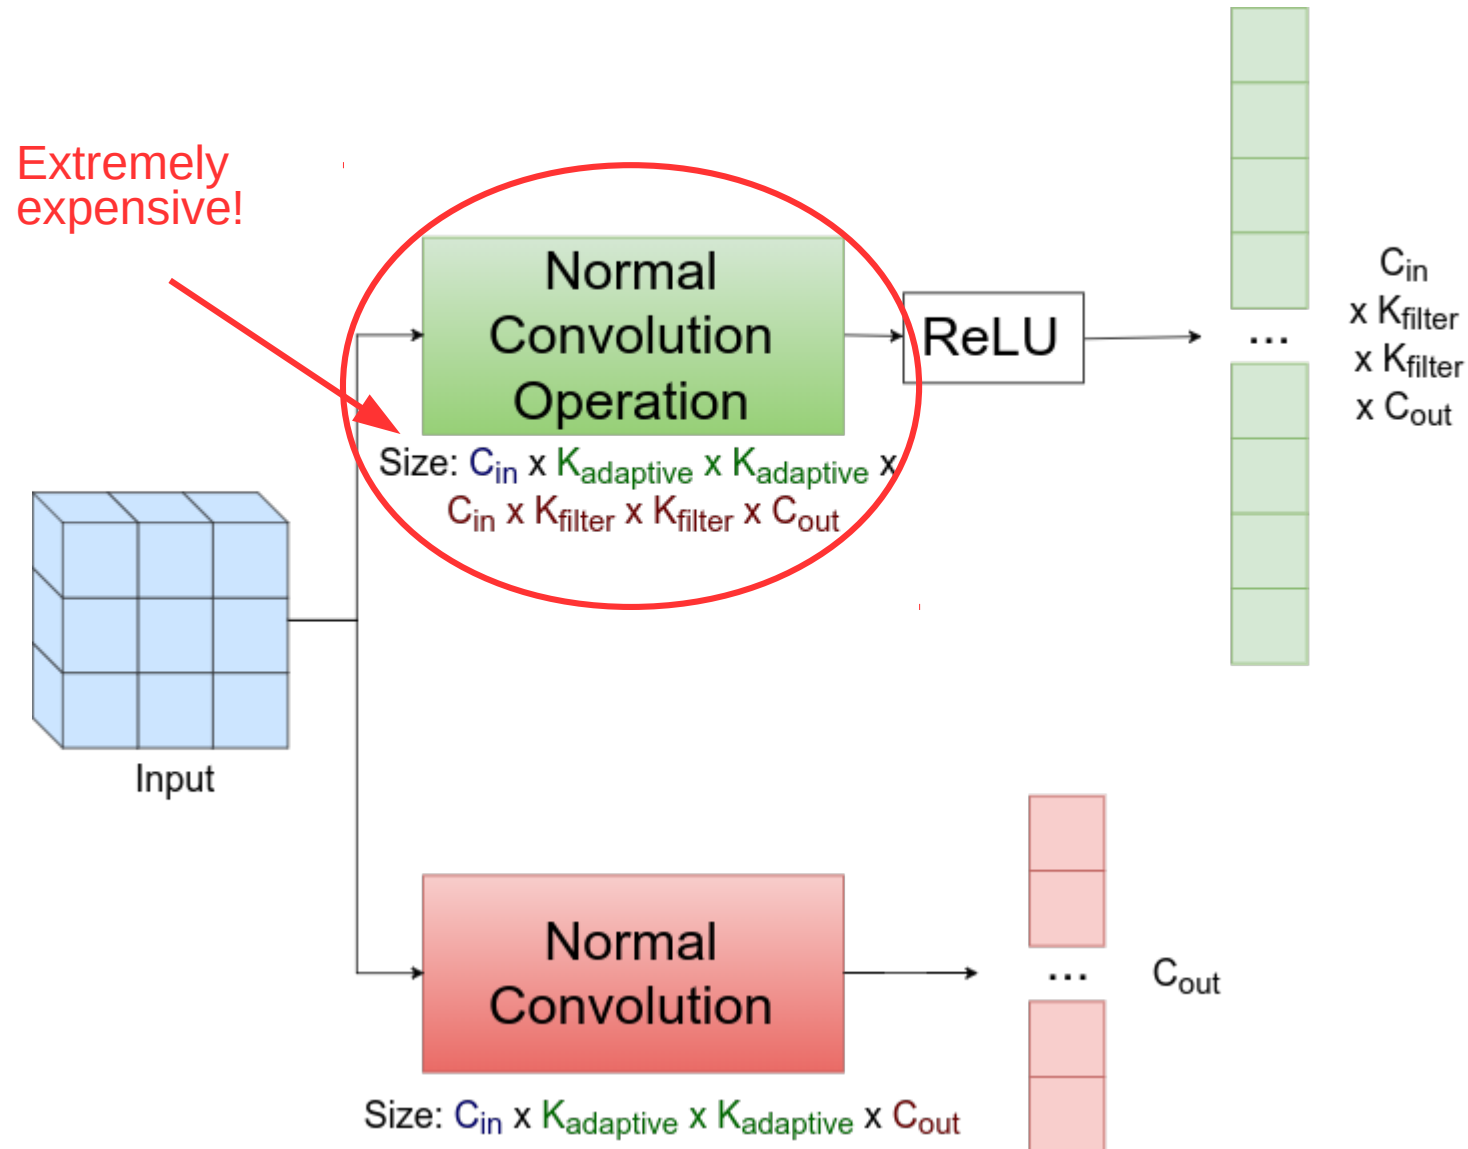 Extremely
expensive!
Normal
Convolution
Operation
Size: Cin x Kadaptive x Kadaptive x
Cin x Kfilter x Kfilter x Cout
ReLU
...
Cin
x Kfilter
x Kfilter
x Cout
Input
Normal
Convolution
Size: Cin x Kadaptive x Kadaptive x Cout
...
Cout